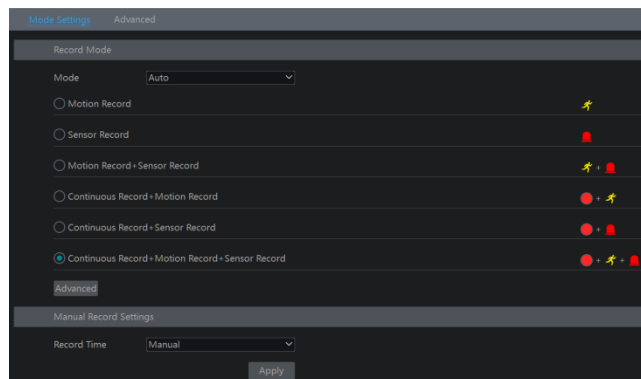 Mode Settings Advanced
Record Mode
Mode Auto
Motion Record
Sensor Record
Motion Record+Sensor Record
Continuous Record+Motion Record
Continuous Record+Sensor Record
Continuous Record+Motion Record+Sensor Record
Advanced
Manual Record Settings
Record Time Manual
Apply